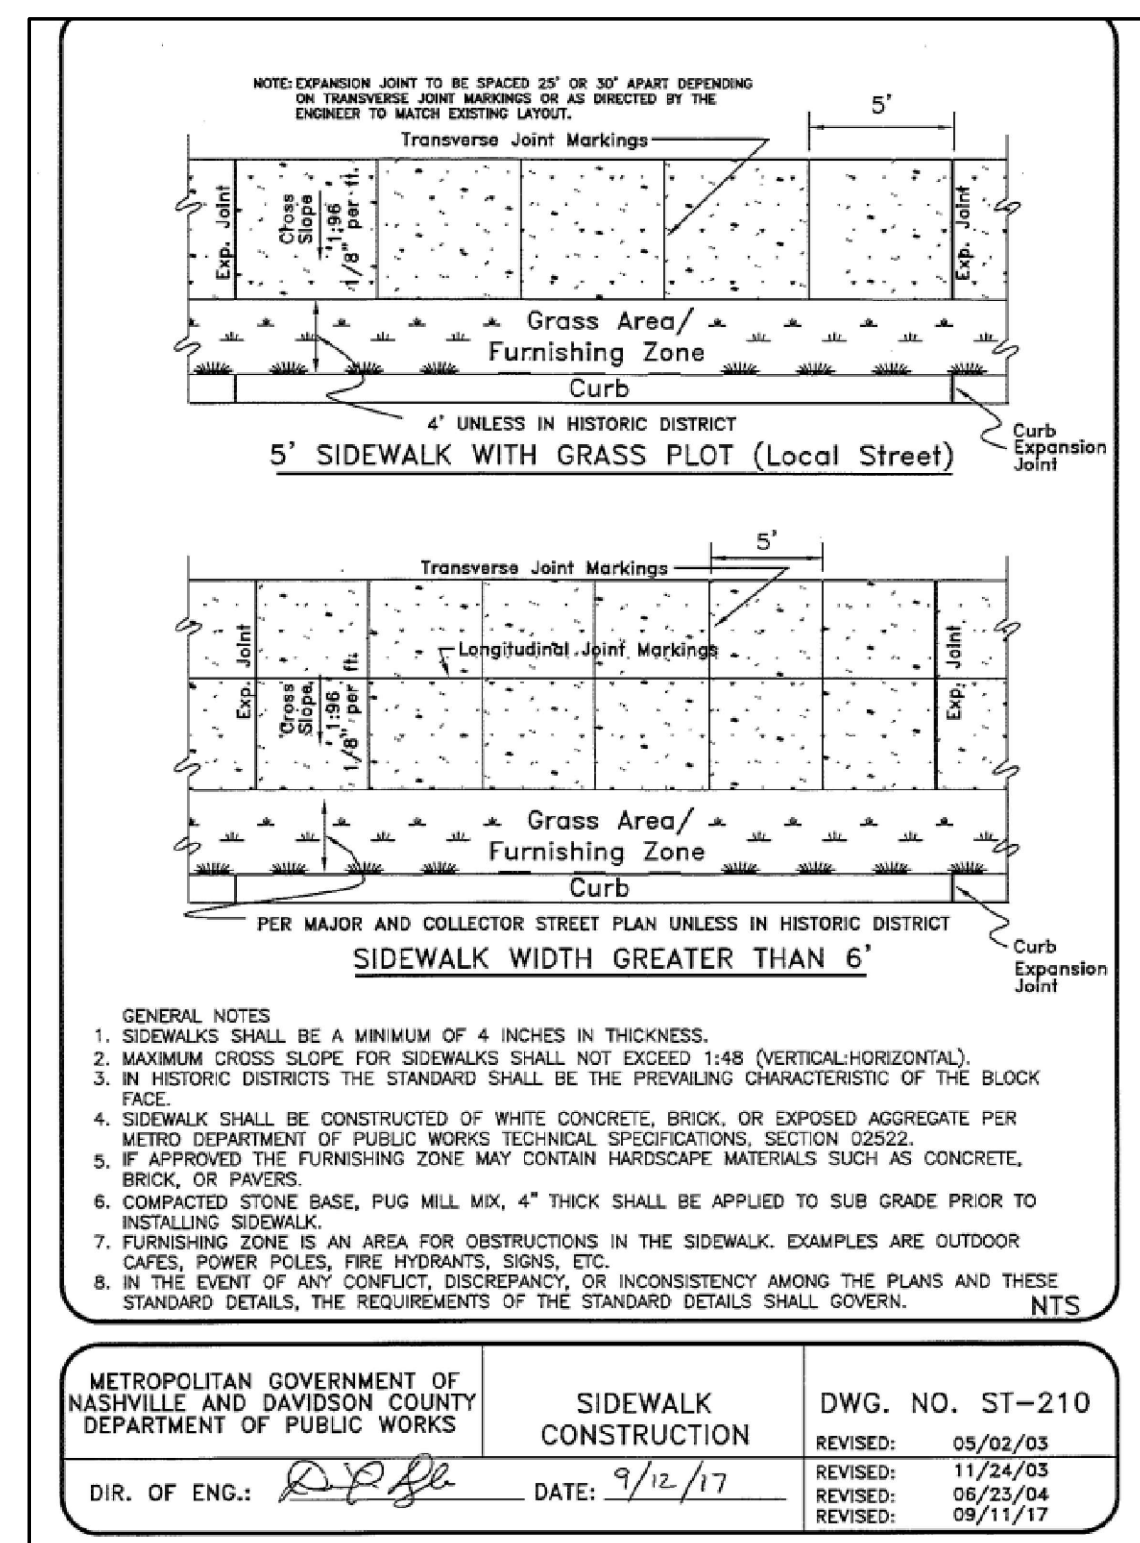 NOTE: EXPANSION JOINT TO BE SPACED 25' OR 30' APART DEPENDING
ON TRANSVERSE JOINT MARKINGS OR AS DIRECTED BY THE
ENGINEER TO MATCH EXISTING LAYOUT.
5'
Transverse Joint Markings
Exp. Joint
Cross
Slope
1:96
1/8" per ft.
Exp. Joint
Grass Area/
Furnishing Zone
Curb
4' UNLESS IN HISTORIC DISTRICT
Curb
Expansion
Joint
5' SIDEWALK WITH GRASS PLOT (Local Street)
5'
Transverse Joint Markings
Longitudinal Joint Markings
Exp. Joint
Cross
Slope
1:96
1/8" per ft.
Exp. Joint
Grass Area/
Furnishing Zone
Curb
PER MAJOR AND COLLECTOR STREET PLAN UNLESS IN HISTORIC DISTRICT
Curb
Expansion
Joint
SIDEWALK WIDTH GREATER THAN 6'
GENERAL NOTES
1. SIDEWALKS SHALL BE A MINIMUM OF 4 INCHES IN THICKNESS.
2. MAXIMUM CROSS SLOPE FOR SIDEWALKS SHALL NOT EXCEED 1:48 (VERTICAL:HORIZONTAL).
3. IN HISTORIC DISTRICTS THE STANDARD SHALL BE THE PREVAILING CHARACTERISTIC OF THE BLOCK
FACE.
4. SIDEWALK SHALL BE CONSTRUCTED OF WHITE CONCRETE, BRICK, OR EXPOSED AGGREGATE PER
METRO DEPARTMENT OF PUBLIC WORKS TECHNICAL SPECIFICATIONS, SECTION 02522.
5. IF APPROVED THE FURNISHING ZONE MAY CONTAIN HARDSCAPE MATERIALS SUCH AS CONCRETE,
BRICK, OR PAVERS.
6. COMPACTED STONE BASE, PUG MILL MIX, 4" THICK SHALL BE APPLIED TO SUB GRADE PRIOR TO
INSTALLING SIDEWALK.
7. FURNISHING ZONE IS AN AREA FOR OBSTRUCTIONS IN THE SIDEWALK. EXAMPLES ARE OUTDOOR
CAFES, POWER POLES, FIRE HYDRANTS, SIGNS, ETC.
8. IN THE EVENT OF ANY CONFLICT, DISCREPANCY, OR INCONSISTENCY AMONG THE PLANS AND THESE
STANDARD DETAILS, THE REQUIREMENTS OF THE STANDARD DETAILS SHALL GOVERN.
NTS
METROPOLITAN GOVERNMENT OF
NASHVILLE AND DAVIDSON COUNTY
DEPARTMENT OF PUBLIC WORKS
SIDEWALK
CONSTRUCTION
DWG. NO. ST-210
REVISED: 05/02/03
REVISED: 11/24/03
REVISED: 06/23/04
REVISED: 09/11/17
DIR. OF ENG.:
DATE: 9/12/17